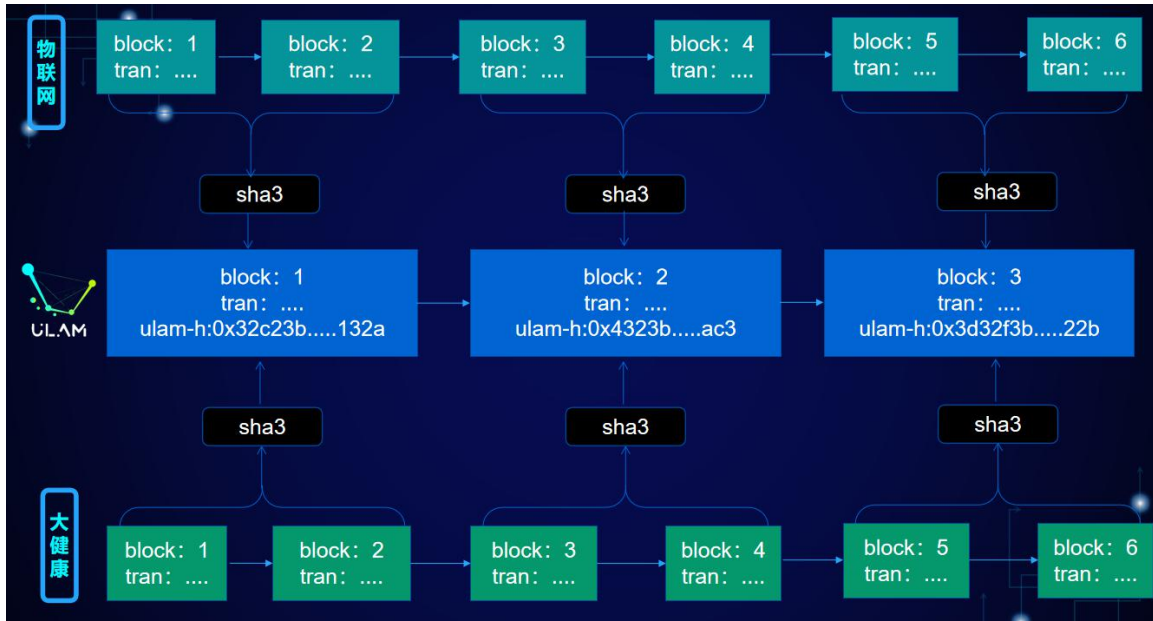 物联网
block：1
tran：....
block：2
tran：....
block：3
tran：....
block：4
tran：....
block：5
tran：....
block：6
tran：....
sha3
sha3
sha3
ULAM
block：1
tran：....
ulam-h:0x32c23b.....132a
block：2
tran：....
ulam-h:0x4323b.....ac3
block：3
tran：....
ulam-h:0x3d32f3b.....22b
sha3
sha3
sha3
大健康
block：1
tran：....
block：2
tran：....
block：3
tran：....
block：4
tran：....
block：5
tran：....
block：6
tran：....